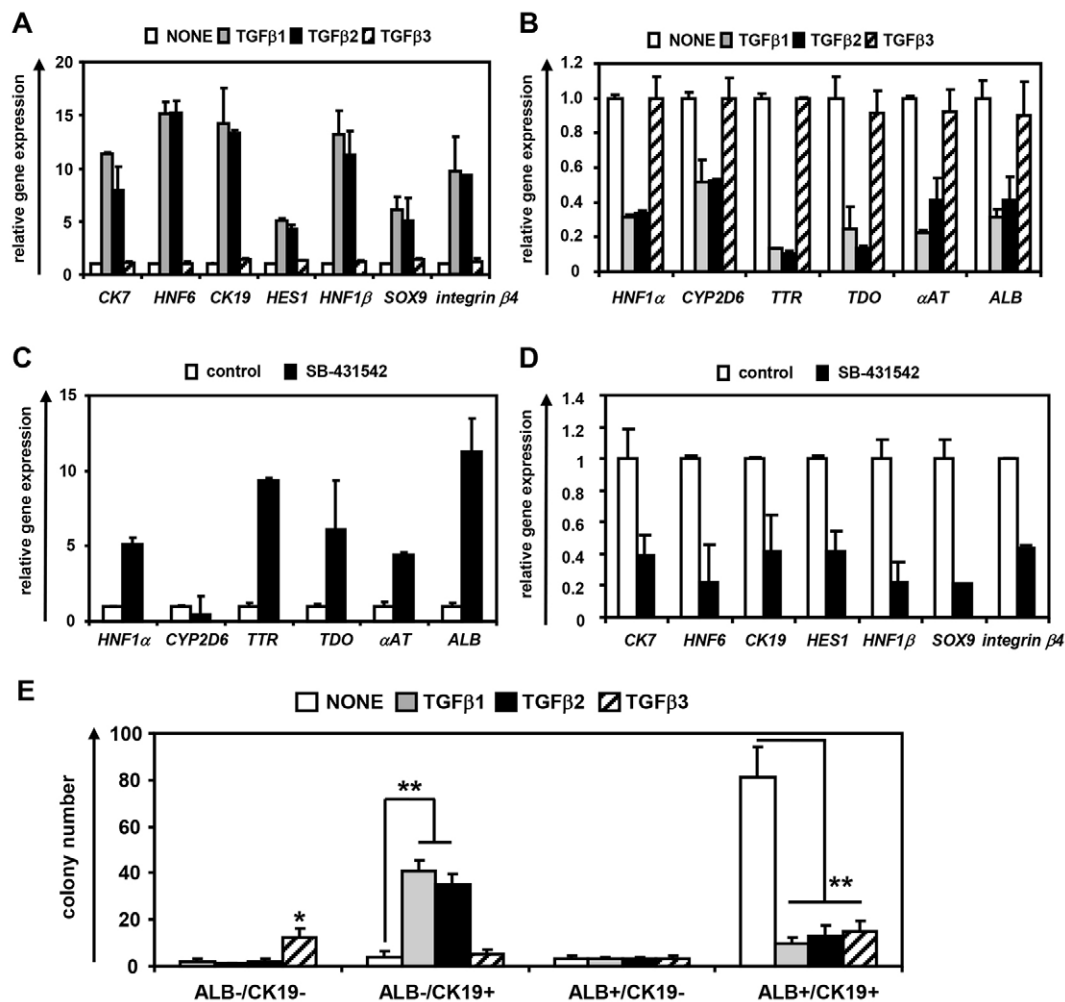 A
NONE TGFβ1 TGFβ2 TGFβ3
relative gene expression
20
15
10
5
0
CK7 HNF6 CK19 HES1 HNF1β SOX9 integrin β4
B
NONE TGFβ1 TGFβ2 TGFβ3
relative gene expression
1.2
1.0
0.8
0.6
0.4
0.2
0
HNF1α CYP2D6 TTR TDO αAT ALB
C
control SB-431542
relative gene expression
15
10
5
0
HNF1α CYP2D6 TTR TDO αAT ALB
D
control SB-431542
relative gene expression
1.4
1.2
1
0.8
0.6
0.4
0.2
0
CK7 HNF6 CK19 HES1 HNF1β SOX9 integrin β4
E
NONE TGFβ1 TGFβ2 TGFβ3
colony number
100
80
60
40
20
0
*
**
**
ALB-/CK19- ALB-/CK19+ ALB+/CK19- ALB+/CK19+